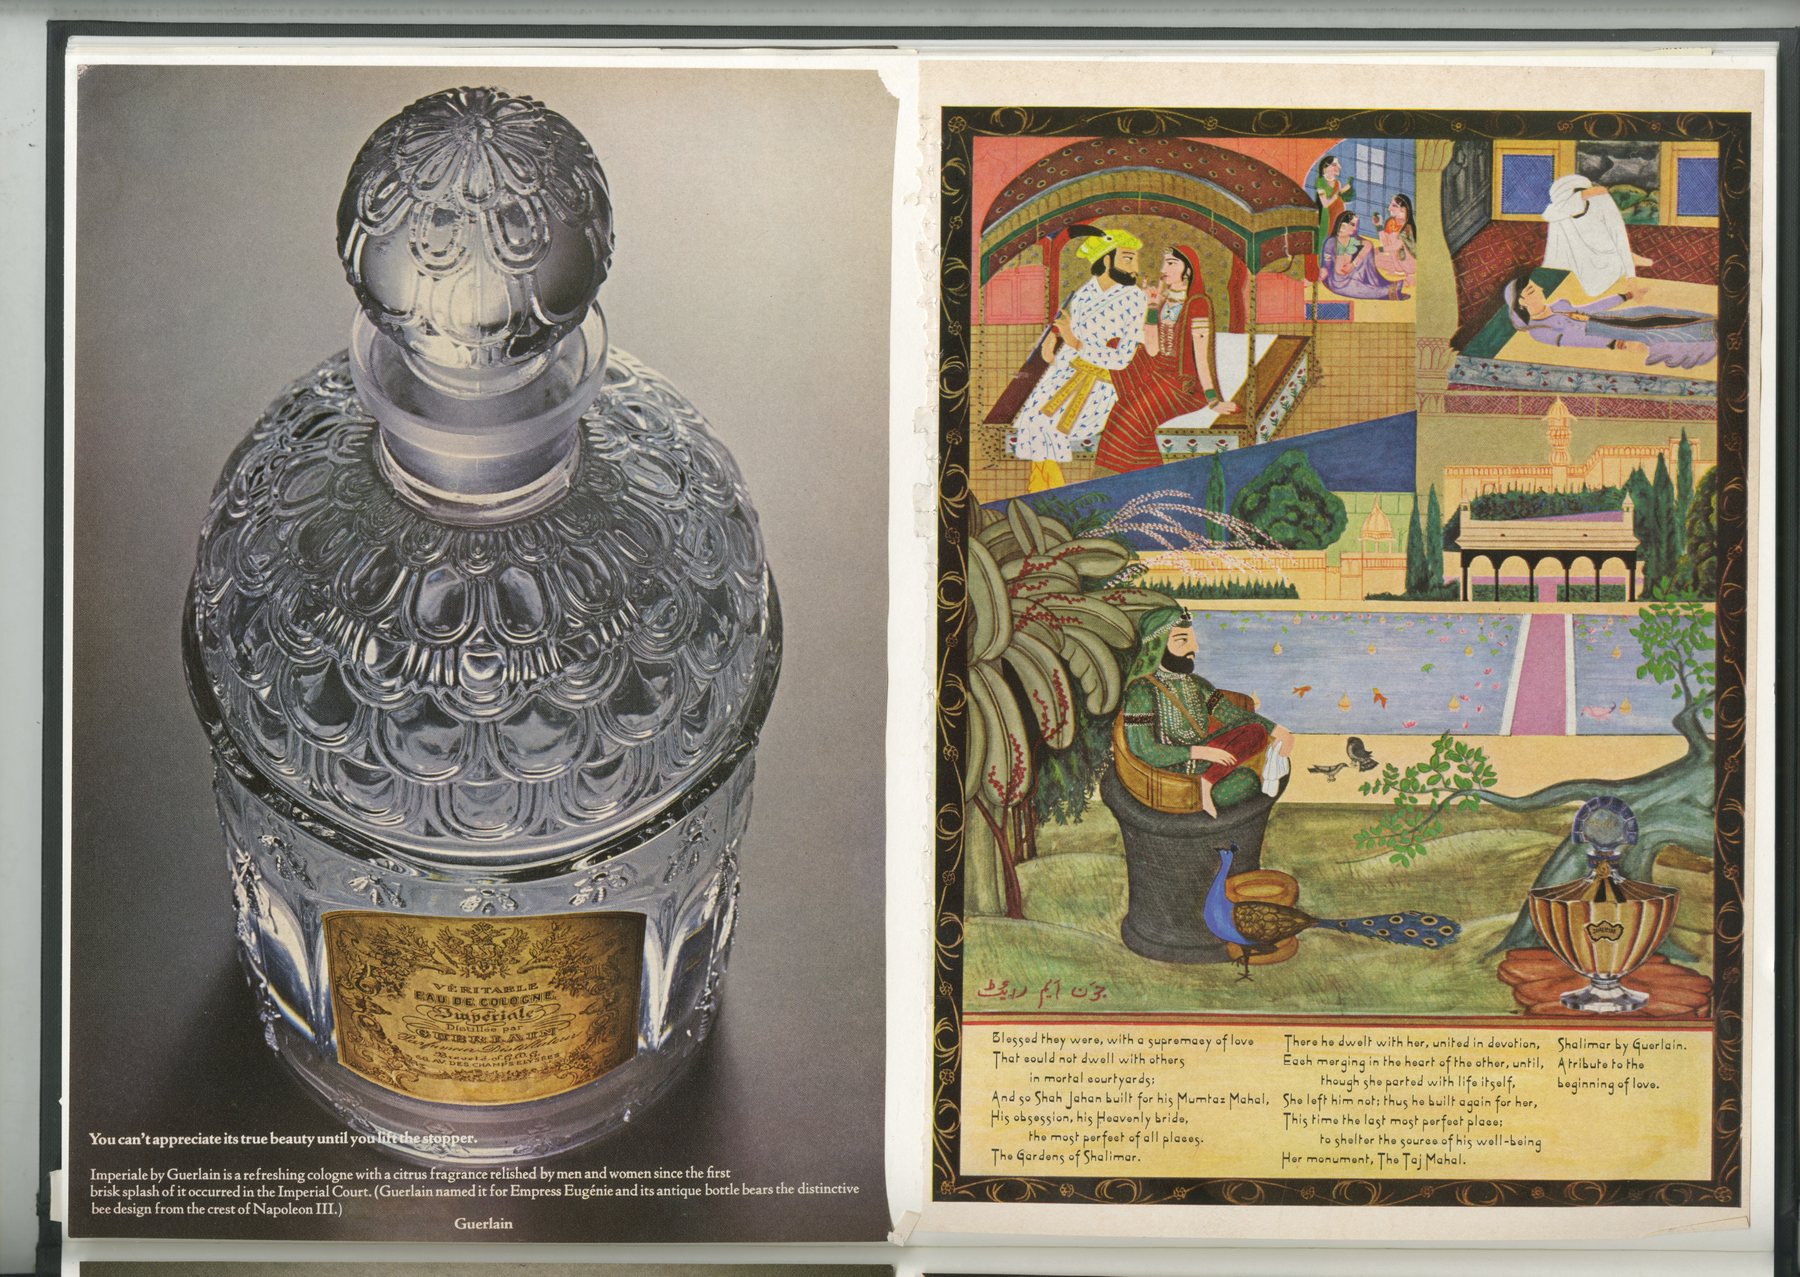 VÉRITABLE
EAU DE COLOGNE
Impériale
Distillée par
GUERLAIN
Parfumeur Distillateur
Breveté s.g.d.g.
68, AV. DES CHAMPS ELYSÉES
You can't appreciate its true beauty until you lift the stopper.
Imperiale by Guerlain is a refreshing cologne with a citrus fragrance relished by men and women since the first
brisk splash of it occurred in the Imperial Court. (Guerlain named it for Empress Eugénie and its antique bottle bears the distinctive
bee design from the crest of Napoleon III.)
Guerlain
جون ایم رایٹ
Blessed they were, with a supremacy of love
That could not dwell with others
in mortal courtyards;
And so Shah Jahan built for his Mumtaz Mahal,
His obsession, his Heavenly bride,
the most perfect of all places.
The Gardens of Shalimar.
There he dwelt with her, united in devotion,
Each merging in the heart of the other, until,
though she parted with life itself,
She left him not; thus he built again for her,
This time the last most perfect place;
to shelter the source of his well-being
Her monument, The Taj Mahal.
Shalimar by Guerlain.
A tribute to the
beginning of love.